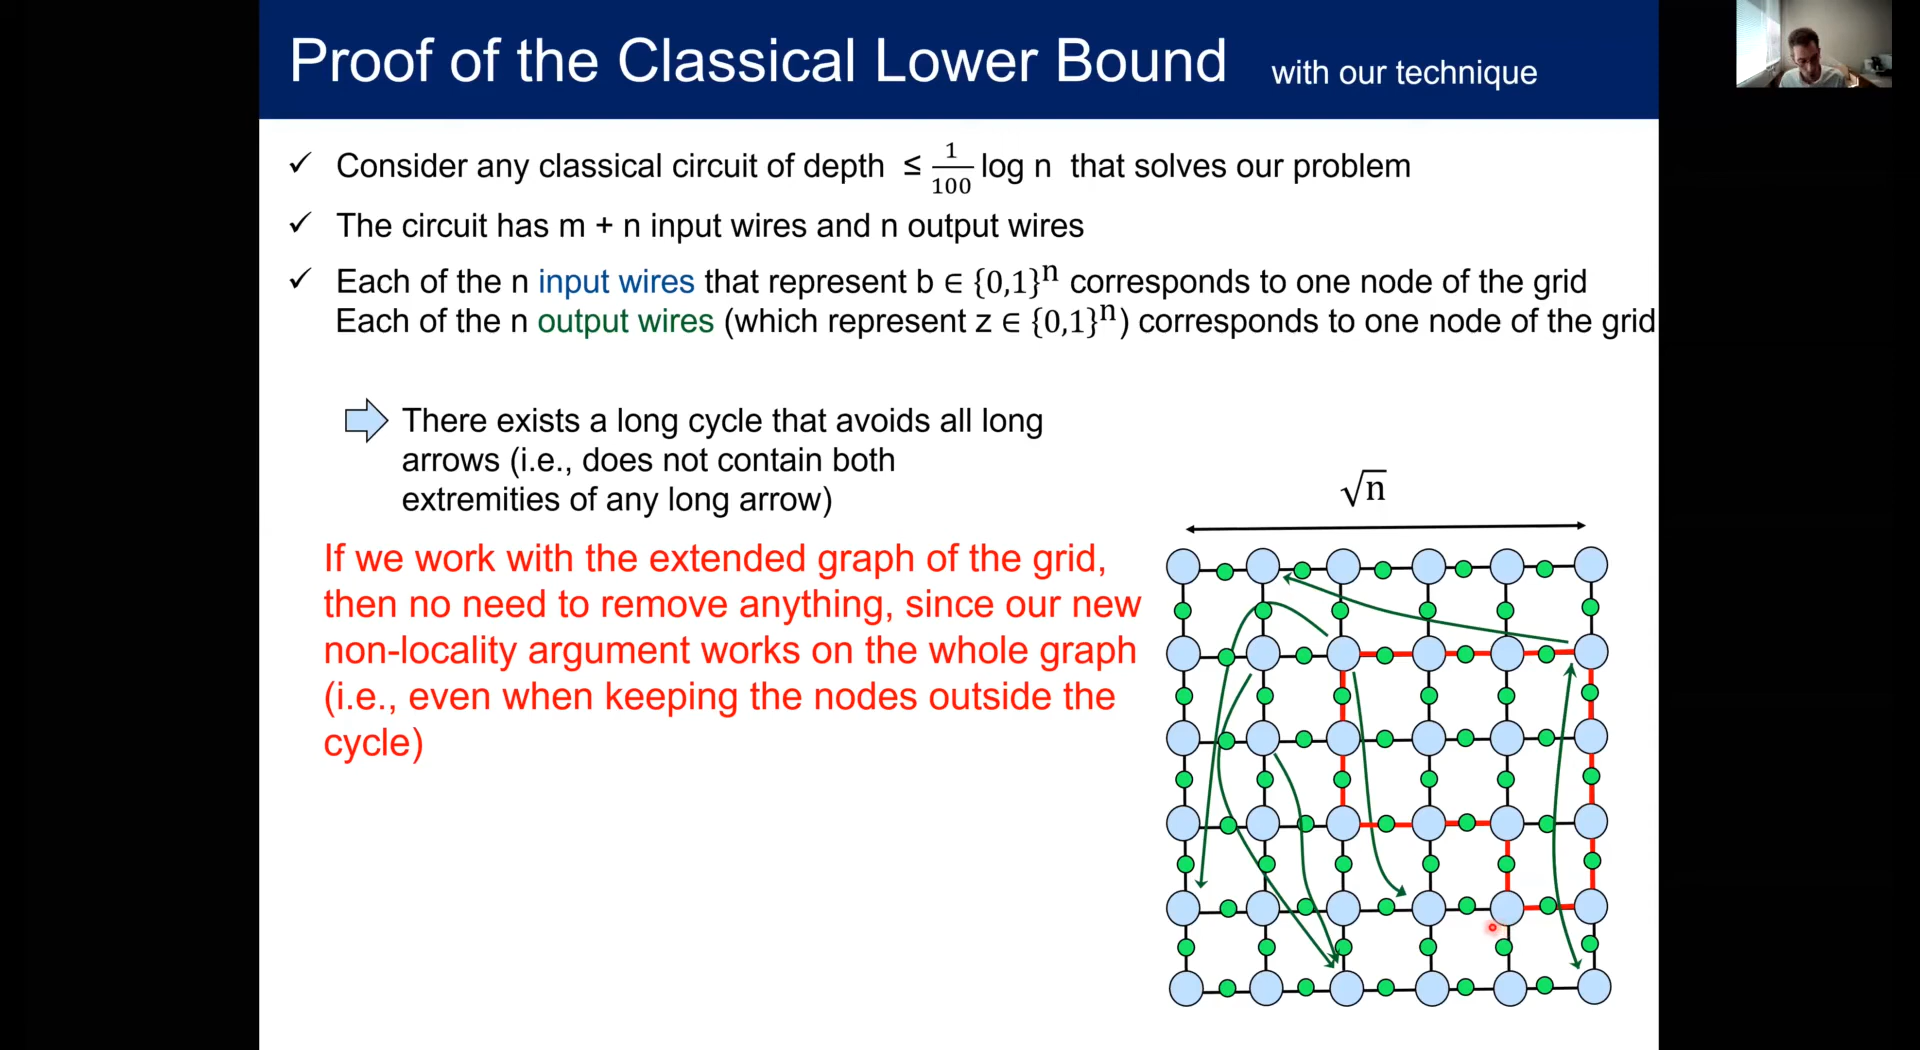 Proof of the Classical Lower Bound with our technique
✓ Consider any classical circuit of depth ≤ 1/100 log n that solves our problem
✓ The circuit has m + n input wires and n output wires
✓ Each of the n input wires that represent b ∈ {0,1}ⁿ corresponds to one node of the grid
Each of the n output wires (which represent z ∈ {0,1}ⁿ) corresponds to one node of the grid
There exists a long cycle that avoids all long
arrows (i.e., does not contain both
extremities of any long arrow)
√n
If we work with the extended graph of the grid,
then no need to remove anything, since our new
non-locality argument works on the whole graph
(i.e., even when keeping the nodes outside the
cycle)